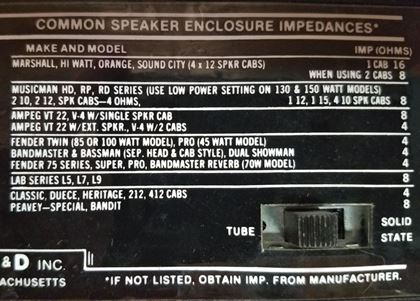 COMMON SPEAKER ENCLOSURE IMPEDANCES*
MAKE AND MODEL IMP (OHMS)
MARSHALL, HI WATT, ORANGE, SOUND CITY (4 x 12 SPKR CABS) 1 CAB 16
WHEN USING 2 CABS 8
MUSICMAN HD, RP, RD SERIES (USE LOW POWER SETTING ON 130 & 150 WATT MODELS)
2 10, 2 12, SPK CABS—4 OHMS, 1 12, 1 15, 4 10 SPK CABS 8
AMPEG VT 22, V-4 W/SINGLE SPKR CAB 8
AMPEG VT 22 W/EXT. SPKR., V-4 W/2 CABS 4
FENDER TWIN (85 OR 100 WATT MODEL), PRO (45 WATT MODEL) 4
BANDMASTER & BASSMAN (SEP. HEAD & CAB STYLE), DUAL SHOWMAN 4
FENDER 75 SERIES, SUPER, PRO, BANDMASTER REVERB (70W MODEL) 4
LAB SERIES L5, L7, L9 8
CLASSIC, DUECE, HERITAGE, 212, 412 CABS 4
PEAVEY—SPECIAL, BANDIT 8
TUBE
SOLID
STATE
& D INC.
ACHUSETTS
*IF NOT LISTED, OBTAIN IMP. FROM MANUFACTURER.